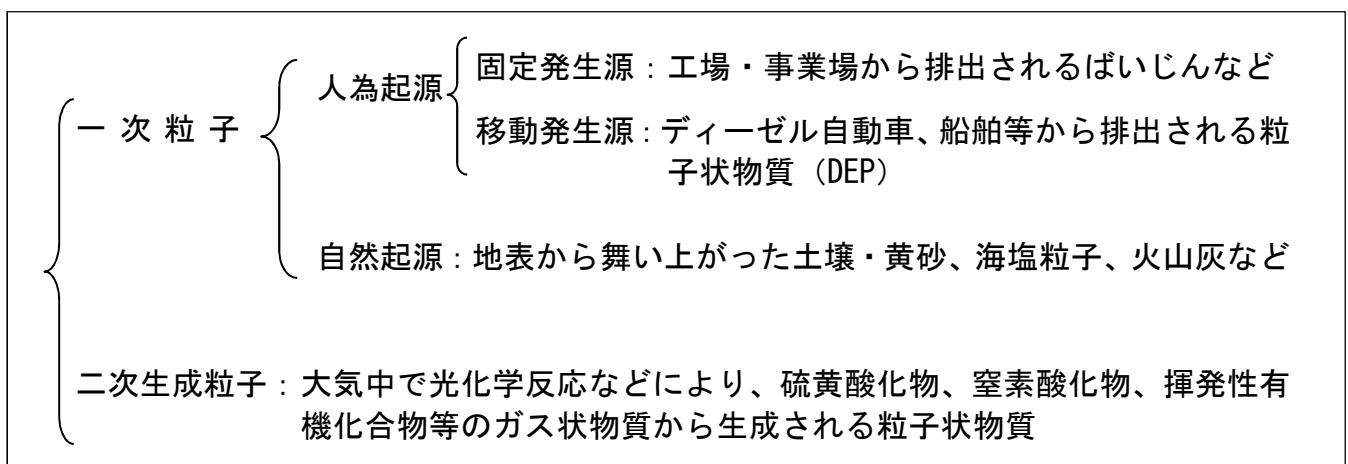 一次粒子
人為起源
固定発生源：工場・事業場から排出されるばいじんなど
移動発生源：ディーゼル自動車、船舶等から排出される粒
子状物質（DEP）
自然起源：地表から舞い上がった土壌・黄砂、海塩粒子、火山灰など
二次生成粒子：大気中で光化学反応などにより、硫黄酸化物、窒素酸化物、揮発性有
機化合物等のガス状物質から生成される粒子状物質